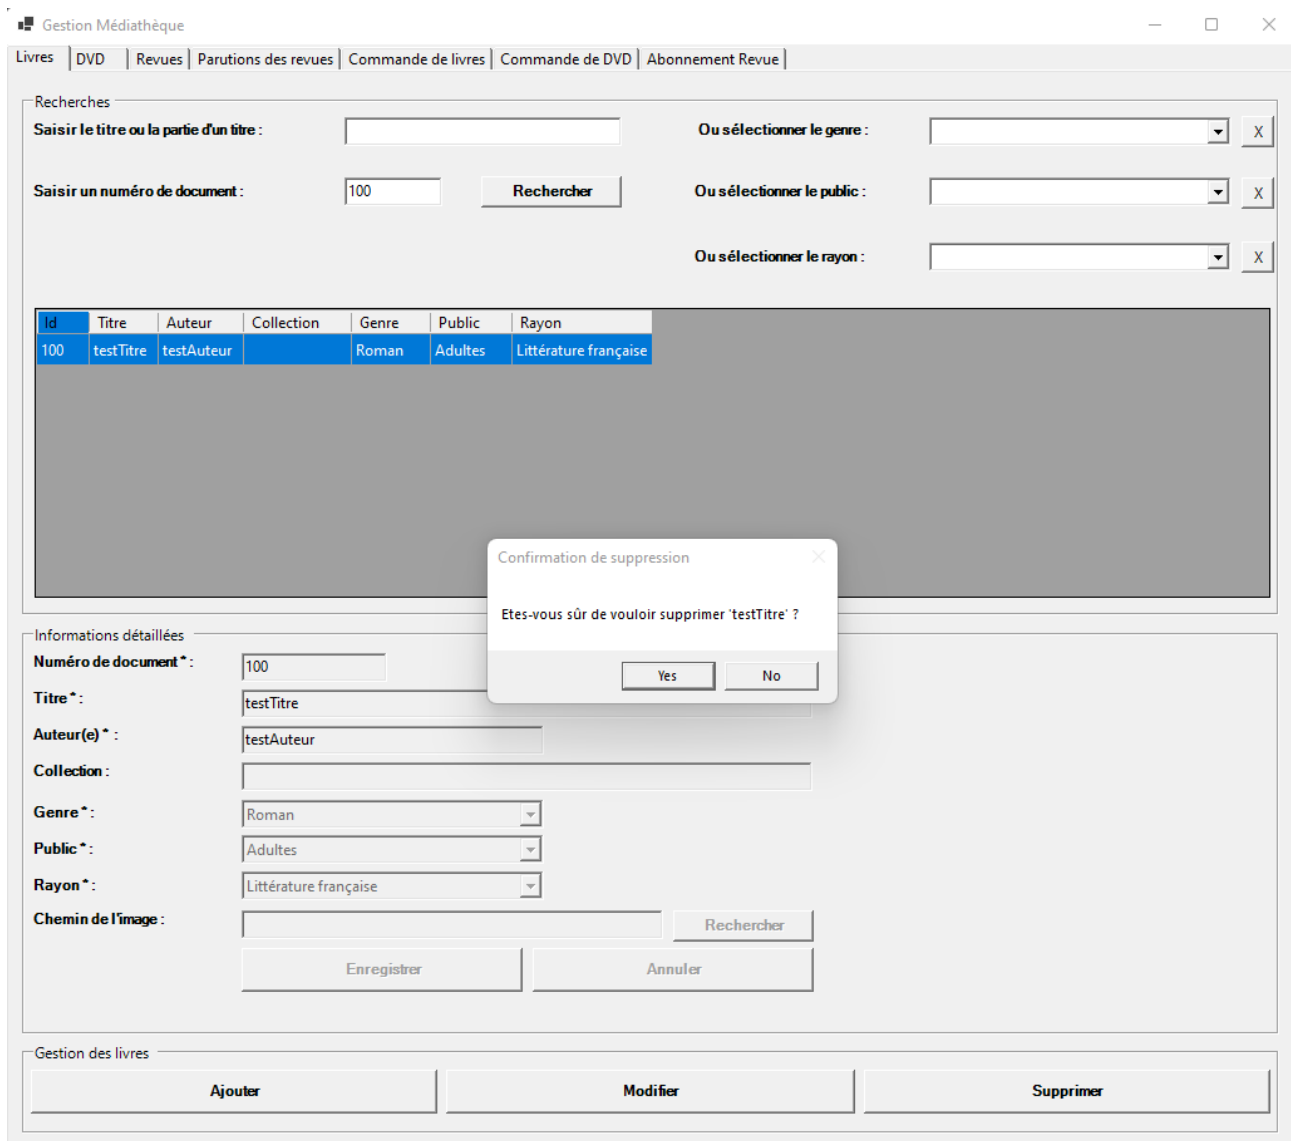 Gestion Médiathèque
Livres DVD Revues Parutions des revues Commande de livres Commande de DVD Abonnement Revue
Recherches
Saisir le titre ou la partie d'un titre : Ou sélectionner le genre : X
Saisir un numéro de document : 100 Rechercher Ou sélectionner le public : X
Ou sélectionner le rayon : X
Id Titre Auteur Collection Genre Public Rayon
100 testTitre testAuteur Roman Adultes Littérature française
Confirmation de suppression
Etes-vous sûr de vouloir supprimer 'testTitre' ?
Yes No
Informations détaillées
Numéro de document * : 100
Titre * : testTitre
Auteur(e) * : testAuteur
Collection :
Genre * : Roman
Public * : Adultes
Rayon * : Littérature française
Chemin de l'image : Rechercher
Enregistrer Annuler
Gestion des livres
Ajouter Modifier Supprimer